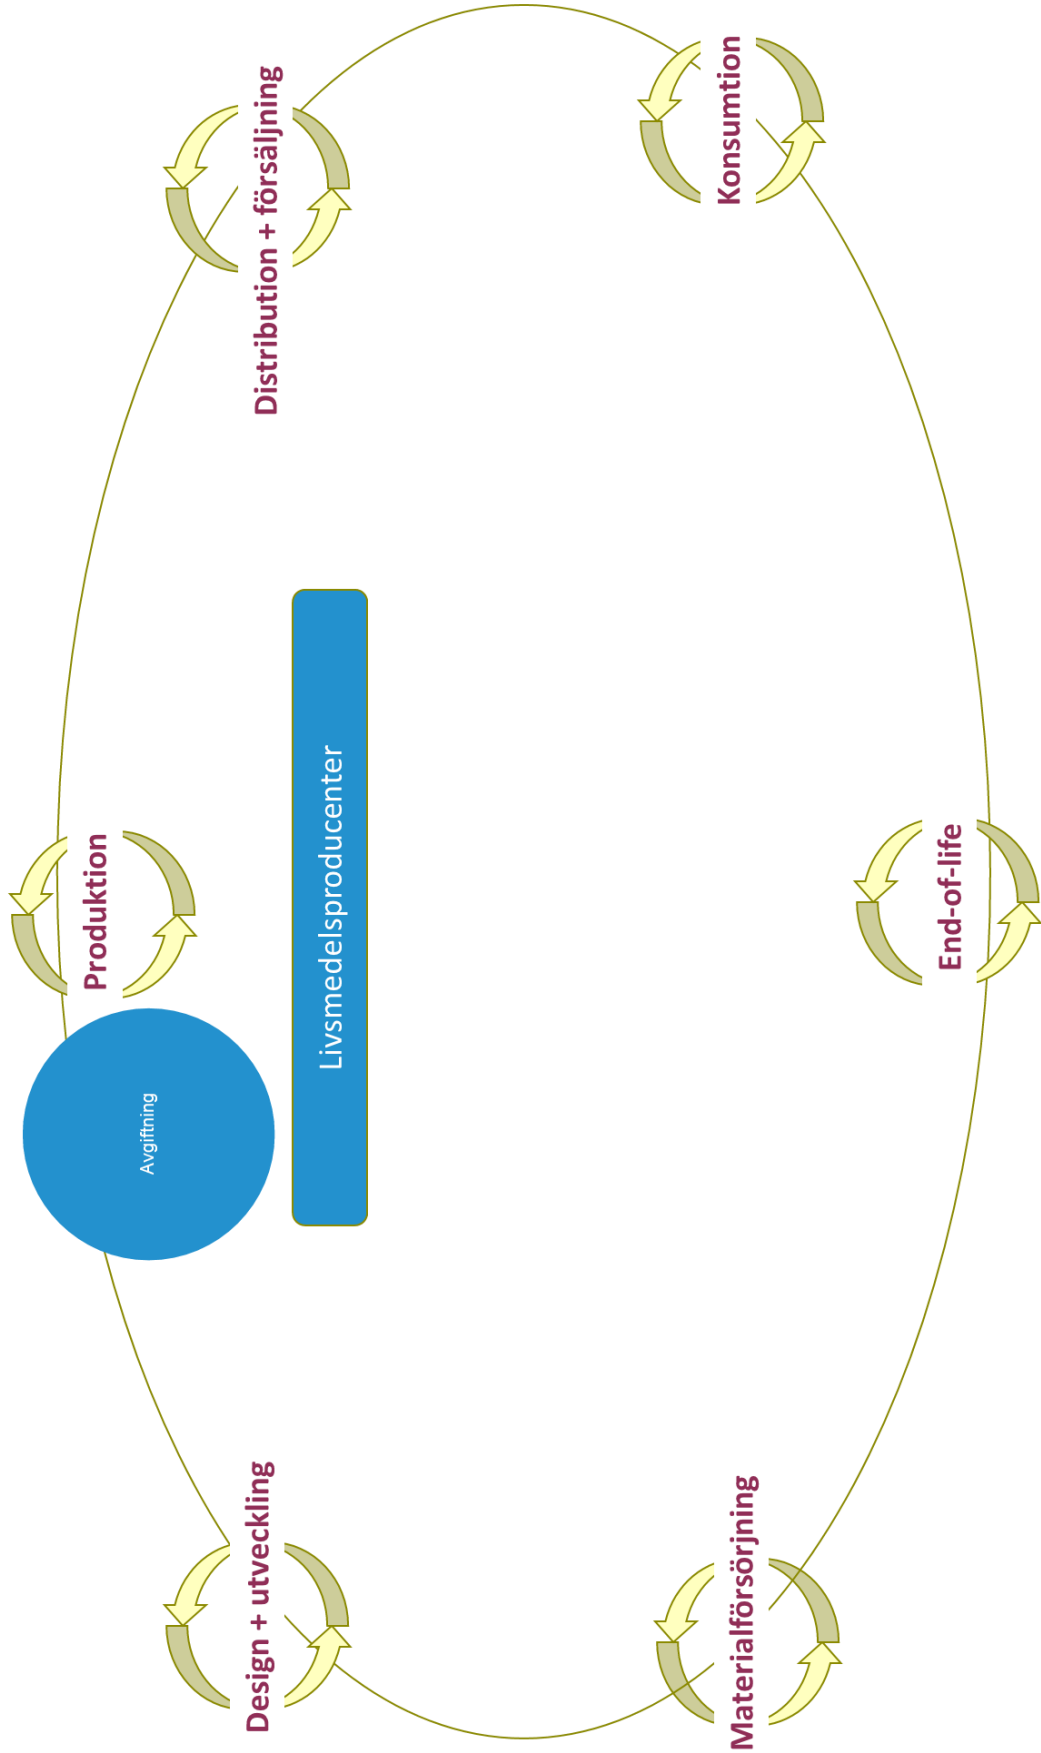 Produktion
Avgiftning
Design + utveckling
Distribution + försäljning
Livsmedelsproducenter
Materialförsörjning
Konsumtion
End-of-life